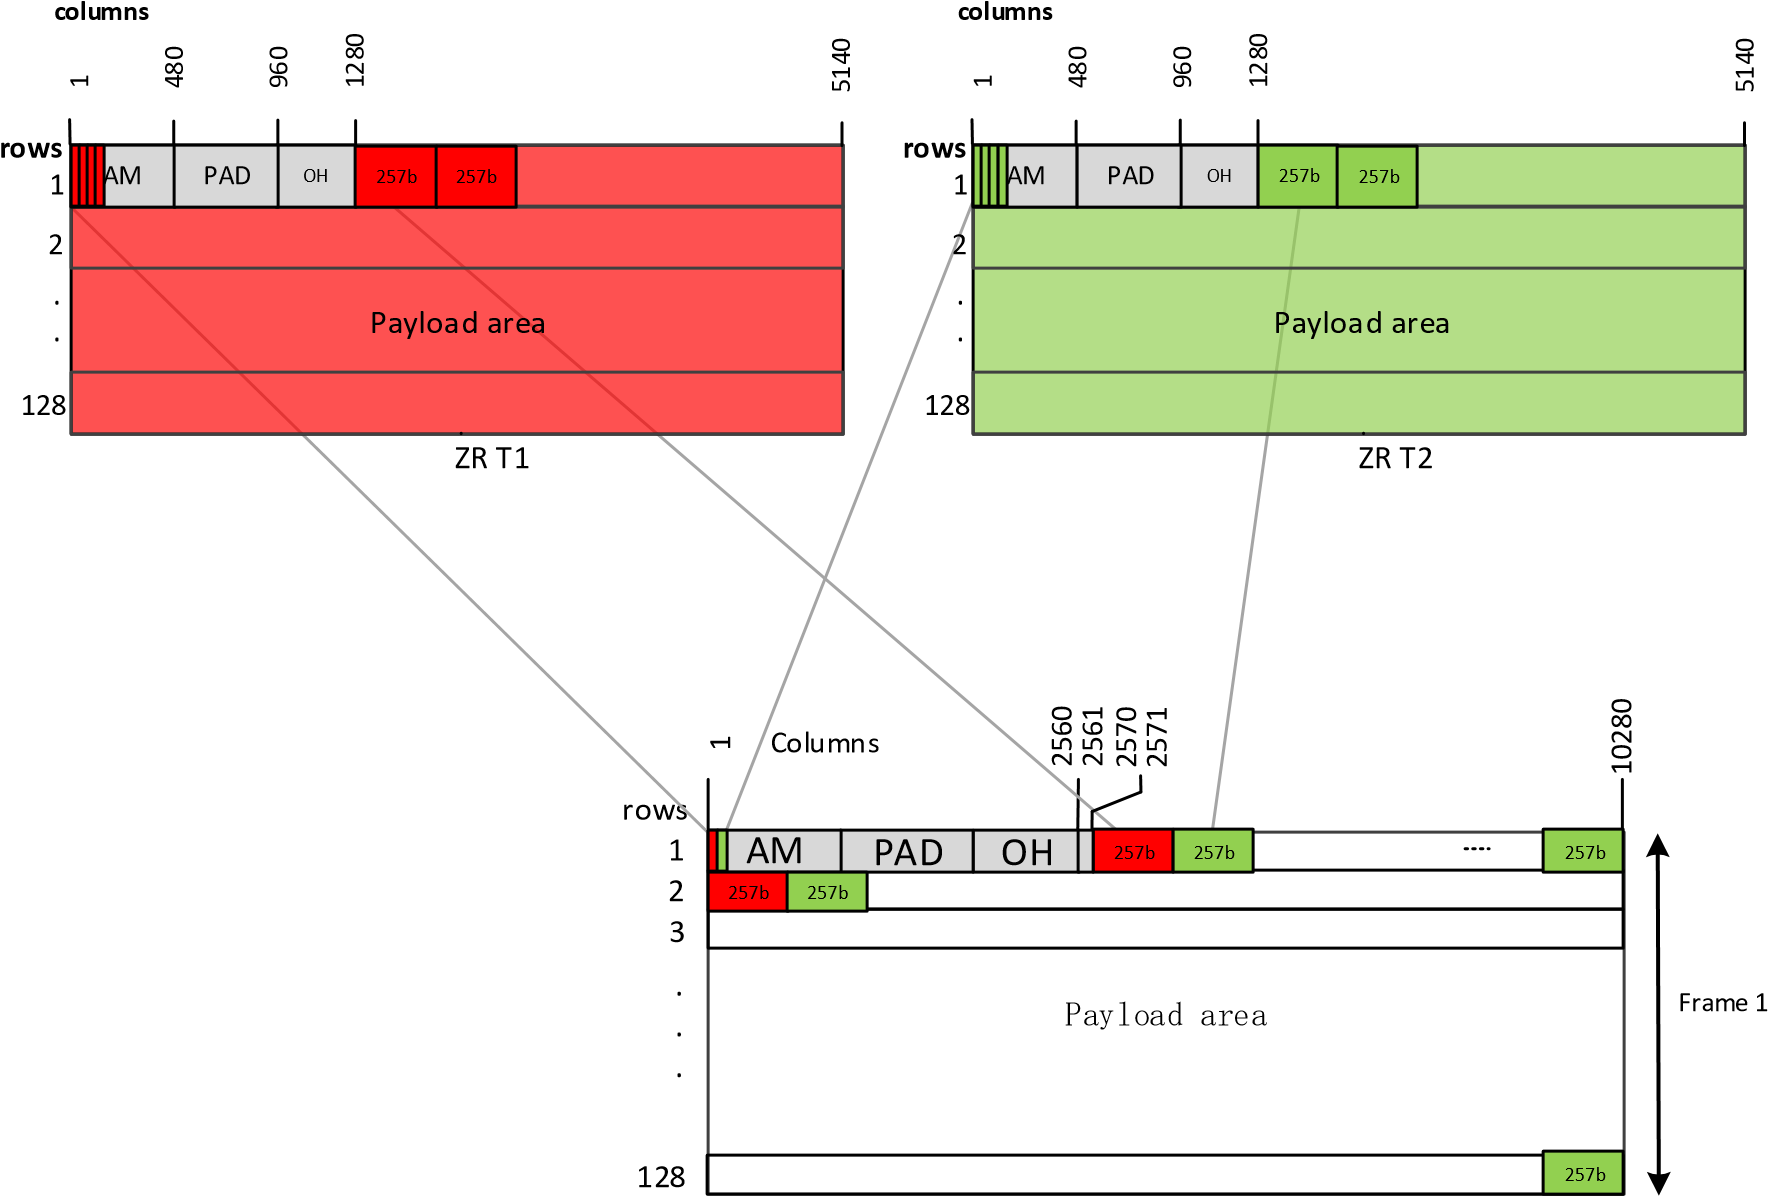 columns
1 480 960 1280 5140
rows
1 AM PAD OH 257b 257b
2
.
. Payload area
128
ZR T1
columns
1 480 960 1280 5140
rows
1 AM PAD OH 257b 257b
2
.
. Payload area
128
ZR T2
1 Columns 2560 2561 2570 2571 10280
rows
1 AM PAD OH 257b 257b ---- 257b
2 257b 257b
3
.
. Payload area
.
128 257b
Frame 1